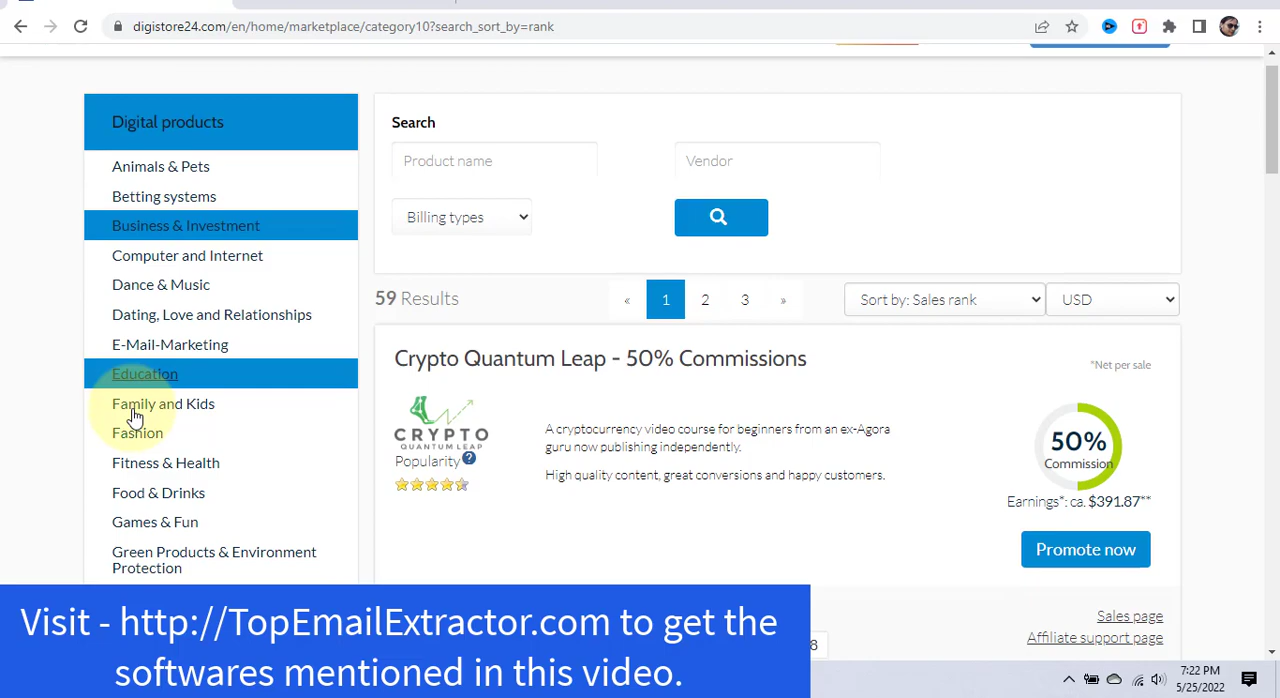 digistore24.com/en/home/marketplace/category10?search_sort_by=rank
Digital products
Animals & Pets
Betting systems
Business & Investment
Computer and Internet
Dance & Music
Dating, Love and Relationships
E-Mail-Marketing
Education
Family and Kids
Fashion
Fitness & Health
Food & Drinks
Games & Fun
Green Products & Environment
Protection
Search
Product name
Vendor
Billing types
59 Results
« 1 2 3 »
Sort by: Sales rank
USD
Crypto Quantum Leap - 50% Commissions
*Net per sale
CRYPTO
QUANTUM LEAP
Popularity ?
A cryptocurrency video course for beginners from an ex-Agora
guru now publishing independently.
High quality content, great conversions and happy customers.
50%
Commission
Earnings*: ca. $391.87**
Promote now
Sales page
Affiliate support page
8
Visit - http://TopEmailExtractor.com to get the
softwares mentioned in this video.
7:22 PM
5/25/2022